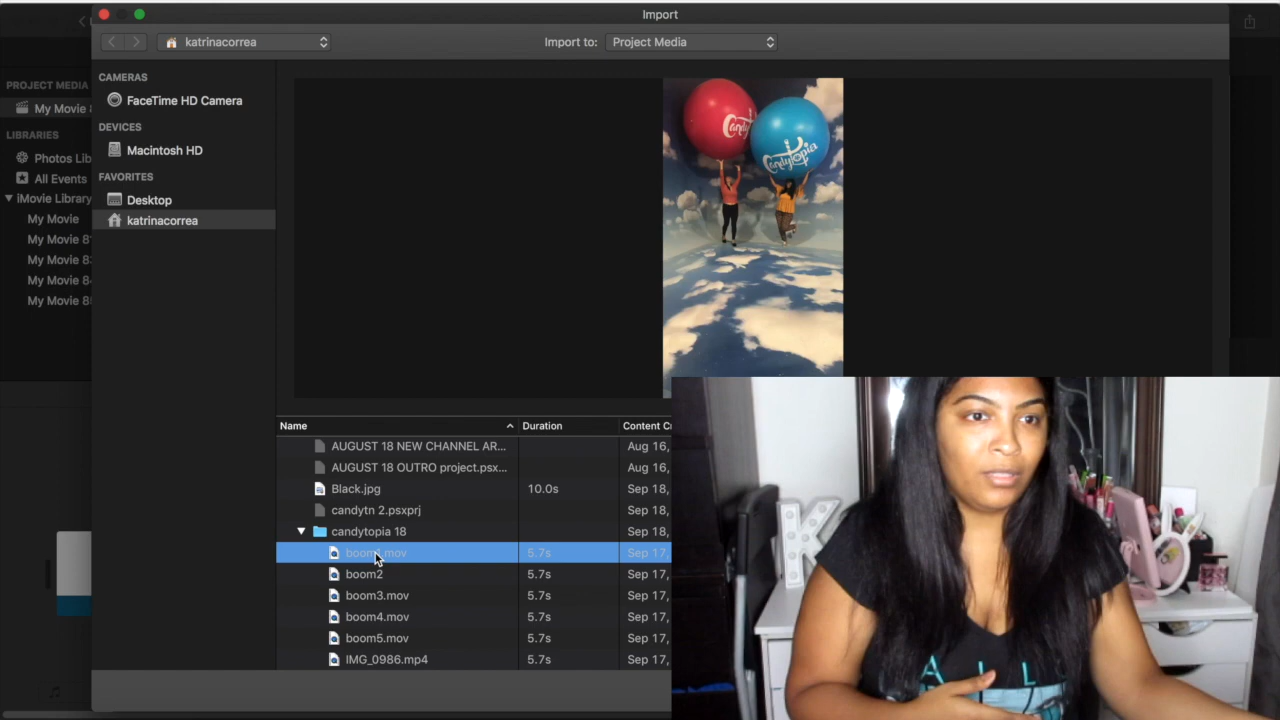 Import
katrinacorrea
Import to: Project Media
PROJECT MEDIA
My Movie 8
LIBRARIES
Photos Lib
All Events
iMovie Library
My Movie
My Movie 8
My Movie 8
My Movie 8
My Movie 8
CAMERAS
FaceTime HD Camera
DEVICES
Macintosh HD
FAVORITES
Desktop
katrinacorrea
Candy
Candytopia
Name Duration Content C
AUGUST 18 NEW CHANNEL AR... Aug 16,
AUGUST 18 OUTRO project.psx... Aug 16,
Black.jpg 10.0s Sep 18,
candytn 2.psxprj Sep 18,
candytopia 18 Sep 18,
boom1.mov 5.7s Sep 17,
boom2 5.7s Sep 17,
boom3.mov 5.7s Sep 17,
boom4.mov 5.7s Sep 17,
boom5.mov 5.7s Sep 17,
IMG_0986.mp4 5.7s Sep 17,
K